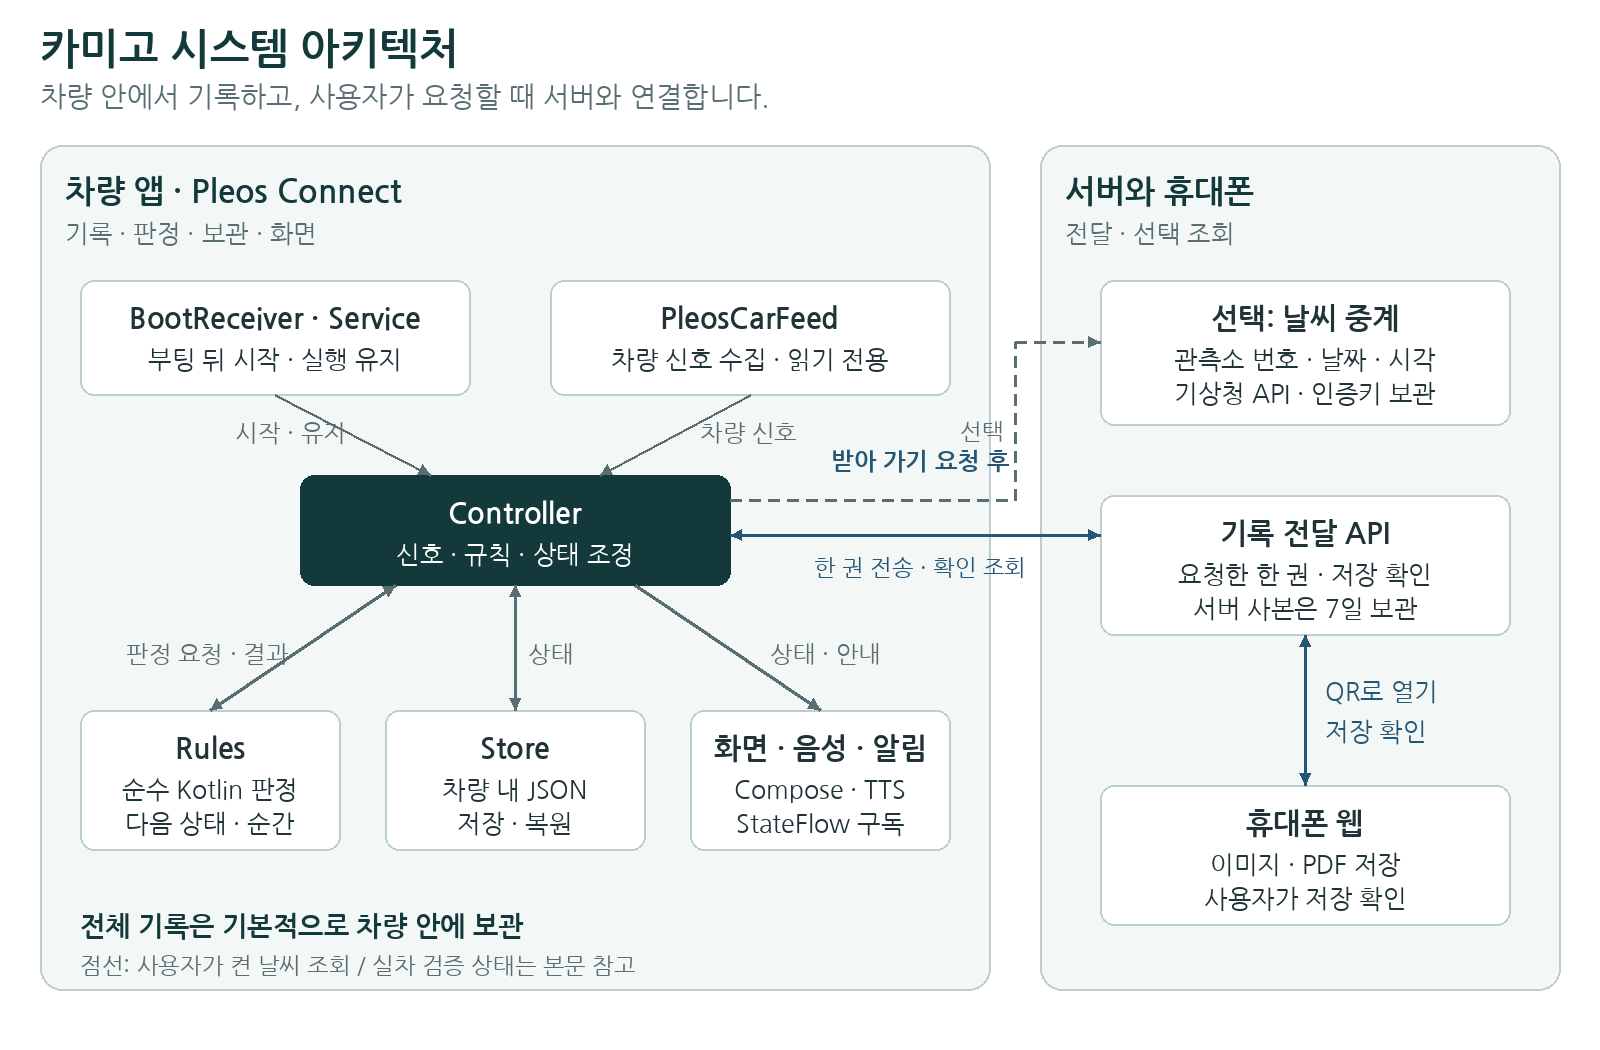 카미고 시스템 아키텍처
차량 안에서 기록하고, 사용자가 요청할 때 서버와 연결합니다.
차량 앱 · Pleos Connect
기록 · 판정 · 보관 · 화면
BootReceiver · Service
부팅 뒤 시작 · 실행 유지
PleosCarFeed
차량 신호 수집 · 읽기 전용
시작 · 유지
차량 신호
선택
받아 가기 요청 후
Controller
신호 · 규칙 · 상태 조정
한 권 전송 · 확인 조회
판정 요청 · 결과
상태
상태 · 안내
Rules
순수 Kotlin 판정
다음 상태 · 순간
Store
차량 내 JSON
저장 · 복원
화면 · 음성 · 알림
Compose · TTS
StateFlow 구독
전체 기록은 기본적으로 차량 안에 보관
점선: 사용자가 켠 날씨 조회 / 실차 검증 상태는 본문 참고
서버와 휴대폰
전달 · 선택 조회
선택: 날씨 중계
관측소 번호 · 날짜 · 시각
기상청 API · 인증키 보관
기록 전달 API
요청한 한 권 · 저장 확인
서버 사본은 7일 보관
QR로 열기
저장 확인
휴대폰 웹
이미지 · PDF 저장
사용자가 저장 확인